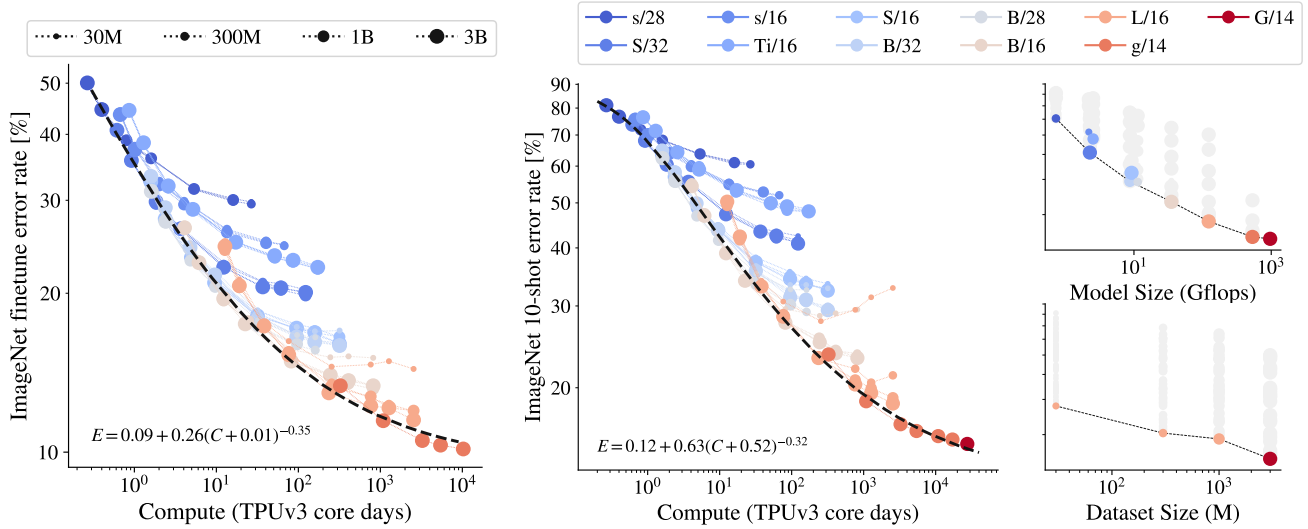 30M 300M 1B 3B
s/28 s/16 S/16 B/28 L/16 G/14
S/32 Ti/16 B/32 B/16 g/14
50
40
30
20
10
ImageNet finetune error rate [%]
E = 0.09 + 0.26(C + 0.01)^{−0.35}
10^0 10^1 10^2 10^3 10^4
Compute (TPUv3 core days)
90
80
70
60
50
40
30
20
ImageNet 10-shot error rate [%]
E = 0.12 + 0.63(C + 0.52)^{−0.32}
10^0 10^1 10^2 10^3 10^4
Compute (TPUv3 core days)
10^1 10^3
Model Size (Gflops)
10^2 10^3
Dataset Size (M)